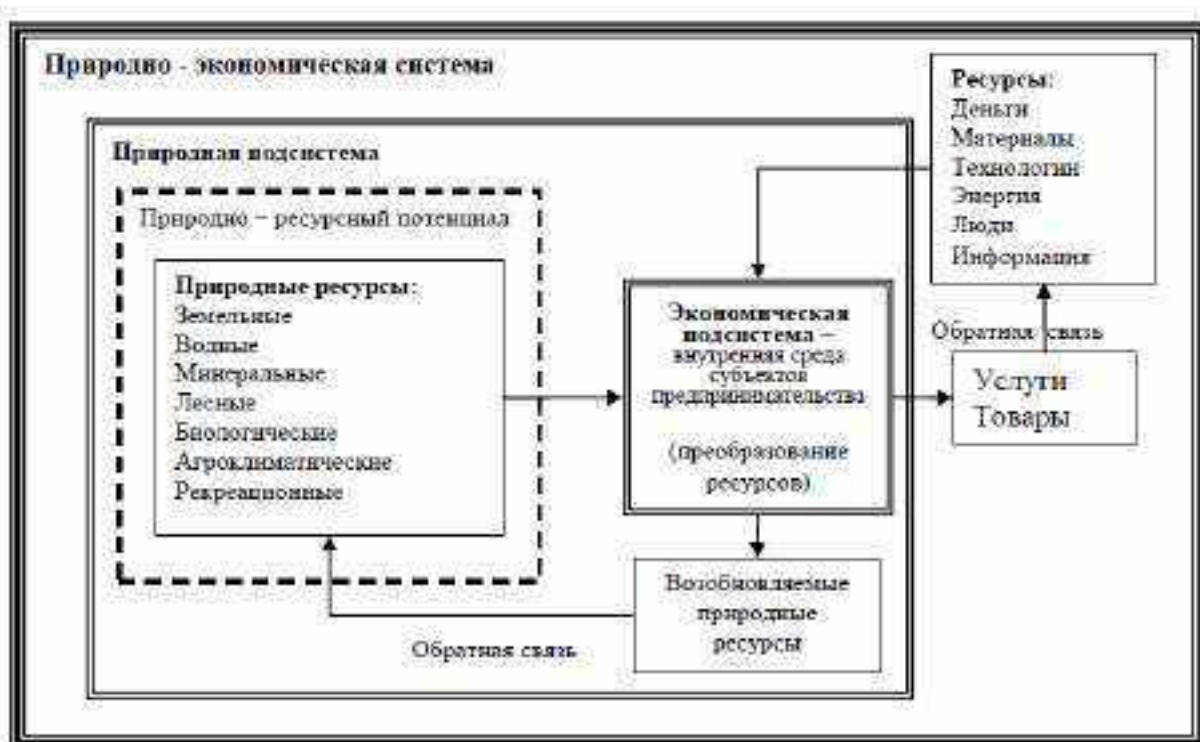 Природно - экономическая система
Природная подсистема
Природно – ресурсный потенциал
Природные ресурсы:
Земельные
Водные
Минеральные
Лесные
Биологические
Агроклиматические
Рекреационные
Экономическая
подсистема –
внутренняя среда
субъектов
предпринимательства
(преобразование
ресурсов)
Возобновляемые
природные
ресурсы
Обратная связь
Ресурсы:
Деньги
Материалы
Технологии
Энергия
Люди
Информация
Обратная связь
Услуги
Товары